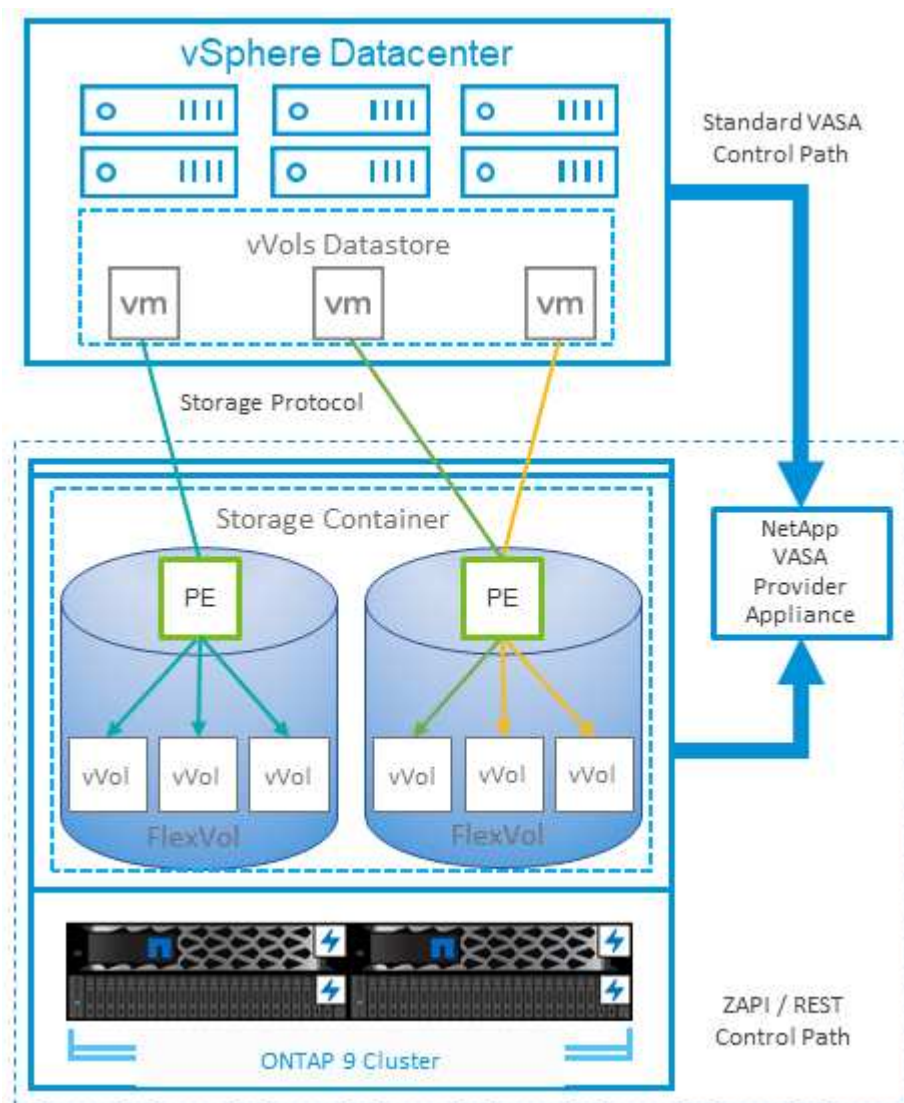 vSphere Datacenter
Standard VASA
Control Path
vVols Datastore
vm
vm
vm
Storage Protocol
Storage Container
NetApp
VASA
Provider
Appliance
PE
PE
vVol
vVol
vVol
vVol
vVol
vVol
FlexVol
FlexVol
ZAPI / REST
Control Path
ONTAP 9 Cluster